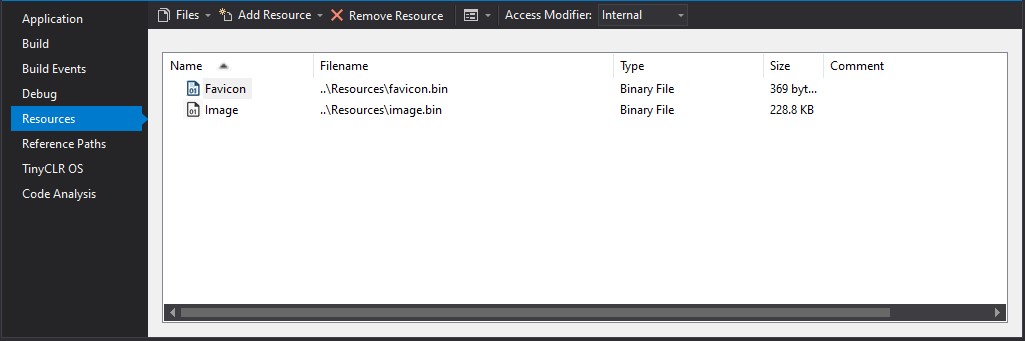 Application
Build
Build Events
Debug
Resources
Reference Paths
TinyCLR OS
Code Analysis
Files Add Resource Remove Resource Access Modifier: Internal
Name Filename Type Size Comment
Favicon ..\Resources\favicon.bin Binary File 369 byt...
Image ..\Resources\image.bin Binary File 228.8 KB